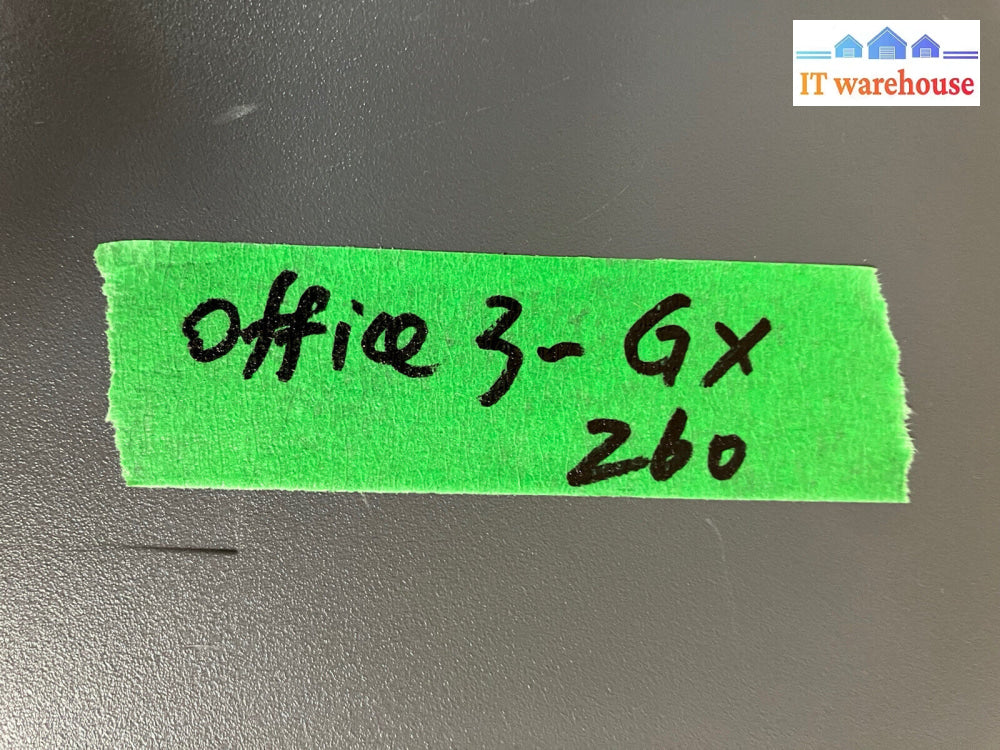 IT warehouse
Office 3- GX
260